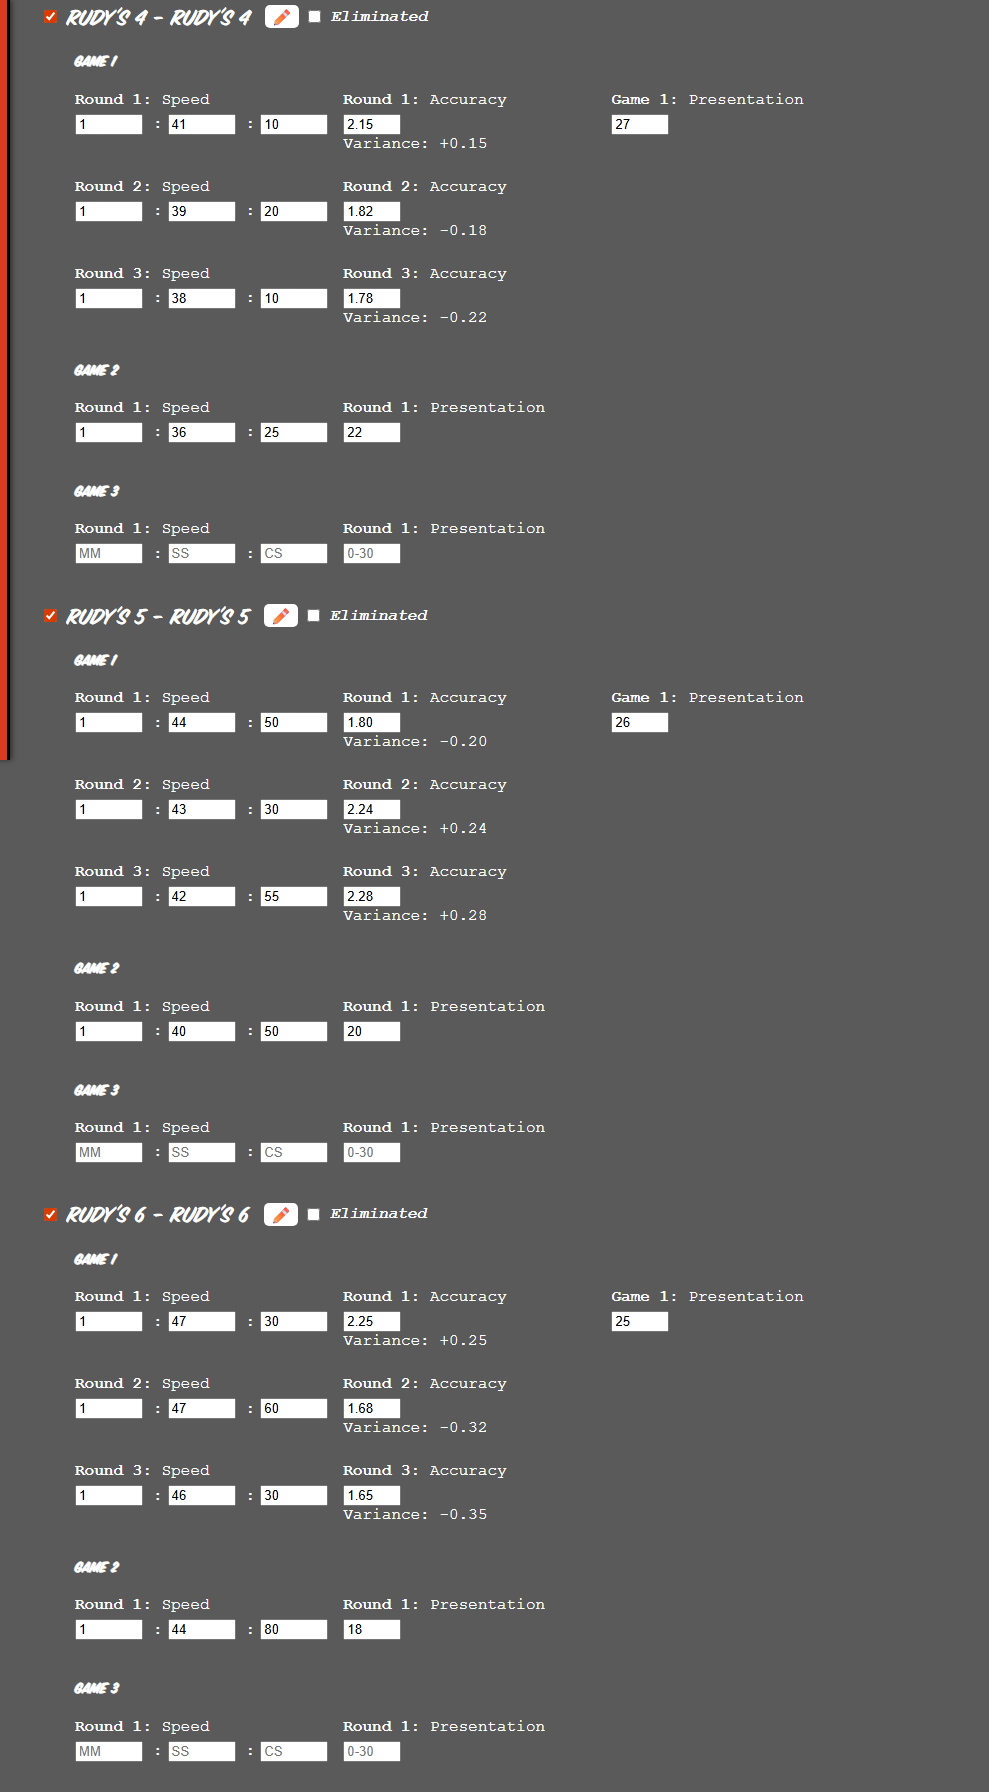 RUDY'S 4 - RUDY'S 4 Eliminated
GAME 1
Round 1: Speed Round 1: Accuracy Game 1: Presentation
1 : 41 : 10 2.15 27
Variance: +0.15
Round 2: Speed Round 2: Accuracy
1 : 39 : 20 1.82
Variance: -0.18
Round 3: Speed Round 3: Accuracy
1 : 38 : 10 1.78
Variance: -0.22
GAME 2
Round 1: Speed Round 1: Presentation
1 : 36 : 25 22
GAME 3
Round 1: Speed Round 1: Presentation
MM : SS : CS 0-30
RUDY'S 5 - RUDY'S 5 Eliminated
GAME 1
Round 1: Speed Round 1: Accuracy Game 1: Presentation
1 : 44 : 50 1.80 26
Variance: -0.20
Round 2: Speed Round 2: Accuracy
1 : 43 : 30 2.24
Variance: +0.24
Round 3: Speed Round 3: Accuracy
1 : 42 : 55 2.28
Variance: +0.28
GAME 2
Round 1: Speed Round 1: Presentation
1 : 40 : 50 20
GAME 3
Round 1: Speed Round 1: Presentation
MM : SS : CS 0-30
RUDY'S 6 - RUDY'S 6 Eliminated
GAME 1
Round 1: Speed Round 1: Accuracy Game 1: Presentation
1 : 47 : 30 2.25 25
Variance: +0.25
Round 2: Speed Round 2: Accuracy
1 : 47 : 60 1.68
Variance: -0.32
Round 3: Speed Round 3: Accuracy
1 : 46 : 30 1.65
Variance: -0.35
GAME 2
Round 1: Speed Round 1: Presentation
1 : 44 : 80 18
GAME 3
Round 1: Speed Round 1: Presentation
MM : SS : CS 0-30